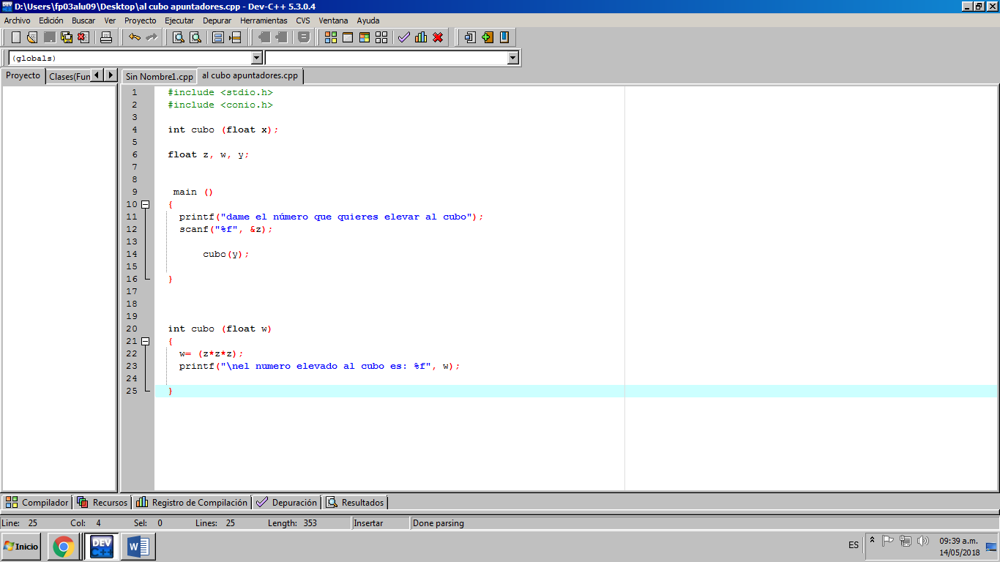 D:\Users\fp03alu09\Desktop\al cubo apuntadores.cpp - Dev-C++ 5.3.0.4
Archivo Edición Buscar Ver Proyecto Ejecutar Depurar Herramientas CVS Ventana Ayuda
(globals)
Proyecto Clases(Fun Sin Nombre1.cpp al cubo apuntadores.cpp
1 #include <stdio.h>
2 #include <conio.h>
3
4 int cubo (float x);
5
6 float z, w, y;
7
8
9 main ()
10 {
11 printf("dame el número que quieres elevar al cubo");
12 scanf("%f", &z);
13
14 cubo(y);
15
16 }
17
18
19
20 int cubo (float w)
21 {
22 w= (z*z*z);
23 printf("\nel numero elevado al cubo es: %f", w);
24
25 }
Compilador Recursos Registro de Compilación Depuración Resultados
Line: 25 Col: 4 Sel: 0 Lines: 25 Length: 353 Insertar Done parsing
Inicio DEV C++ W ES 09:39 a.m.
14/05/2018